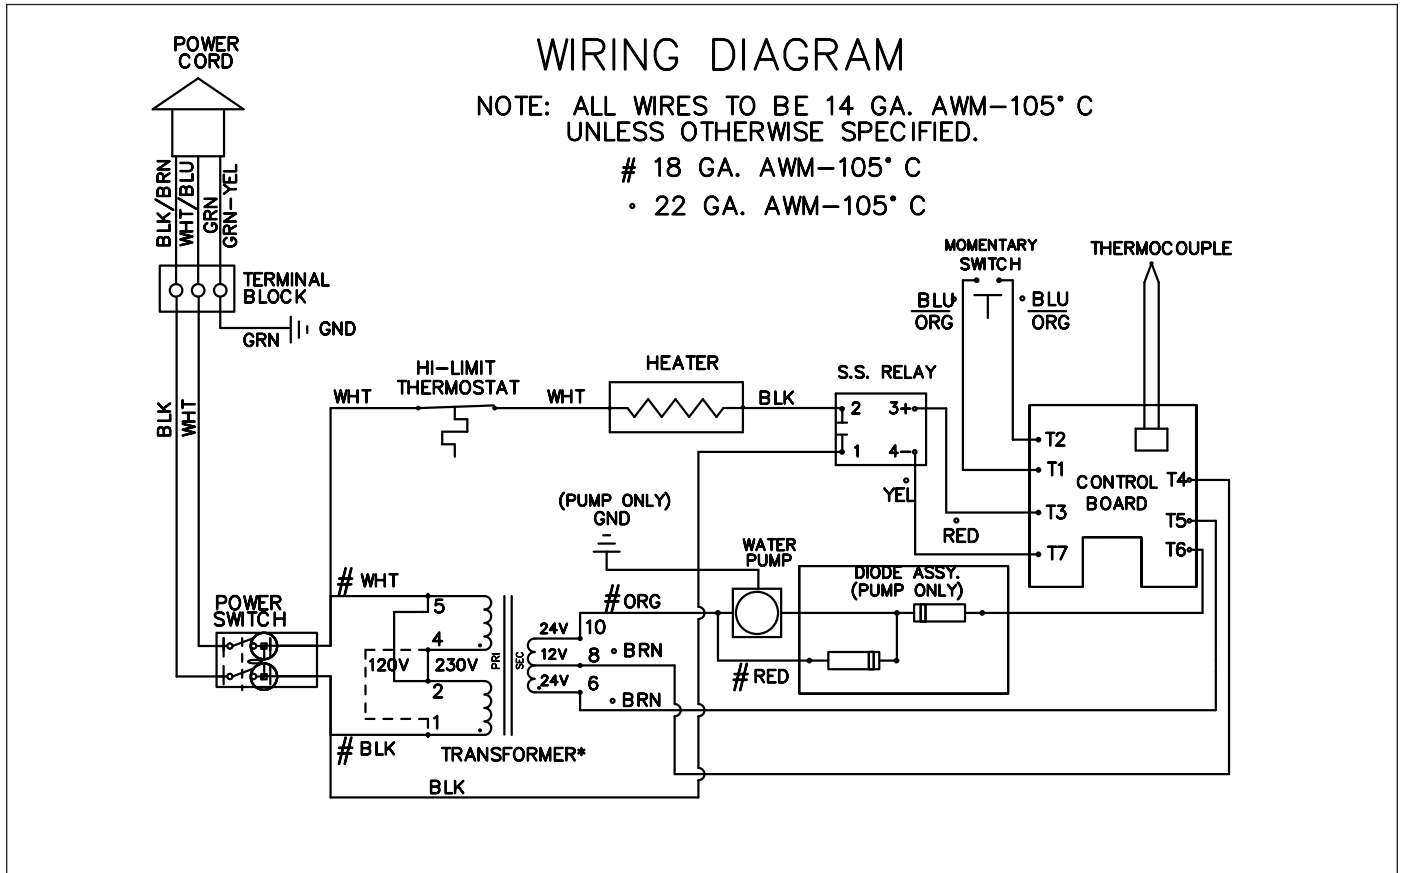 POWER
CORD
WIRING DIAGRAM
NOTE: ALL WIRES TO BE 14 GA. AWM-105° C
UNLESS OTHERWISE SPECIFIED.
# 18 GA. AWM-105° C
° 22 GA. AWM-105° C
BLK/BRN
WHT/BLU
GRN
GRN-YEL
TERMINAL
BLOCK
GRN
GND
BLK
WHT
MOMENTARY
SWITCH
THERMOCOUPLE
BLU°
ORG
° BLU
ORG
WHT
HI-LIMIT
THERMOSTAT
WHT
HEATER
BLK
S.S. RELAY
2 3+
1 4-
YEL
RED
T2
T1
T3
T7
CONTROL
BOARD
T4
T5
T6
(PUMP ONLY)
GND
WATER
PUMP
DIODE ASSY.
(PUMP ONLY)
# WHT
POWER
SWITCH
5
4
120V
230V
2
1
PRI
SEC
24V
12V
24V
10
8
6
# ORG
° BRN
# RED
° BRN
# BLK
TRANSFORMER*
BLK